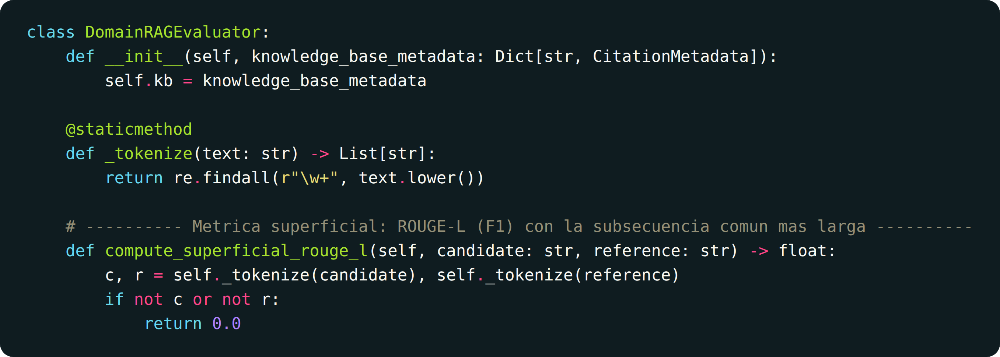 class DomainRAGEvaluator:
    def __init__(self, knowledge_base_metadata: Dict[str, CitationMetadata]):
        self.kb = knowledge_base_metadata

    @staticmethod
    def _tokenize(text: str) -> List[str]:
        return re.findall(r"\w+", text.lower())

    # ---------- Metrica superficial: ROUGE-L (F1) con la subsecuencia comun mas larga ----------
    def compute_superficial_rouge_l(self, candidate: str, reference: str) -> float:
        c, r = self._tokenize(candidate), self._tokenize(reference)
        if not c or not r:
            return 0.0